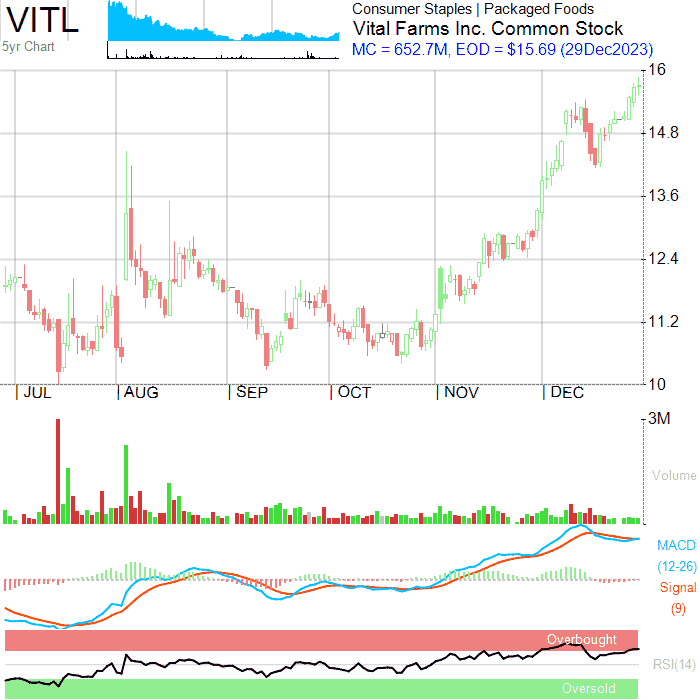 VITL
5yr Chart
Consumer Staples | Packaged Foods
Vital Farms Inc. Common Stock
MC = 652.7M, EOD = $15.69 (29Dec2023)
16
14.8
13.6
12.4
11.2
10
|JUL |AUG |SEP |OCT |NOV |DEC
3M
Volume
MACD
(12-26)
Signal
(9)
Overbought
RSI(14)
Oversold